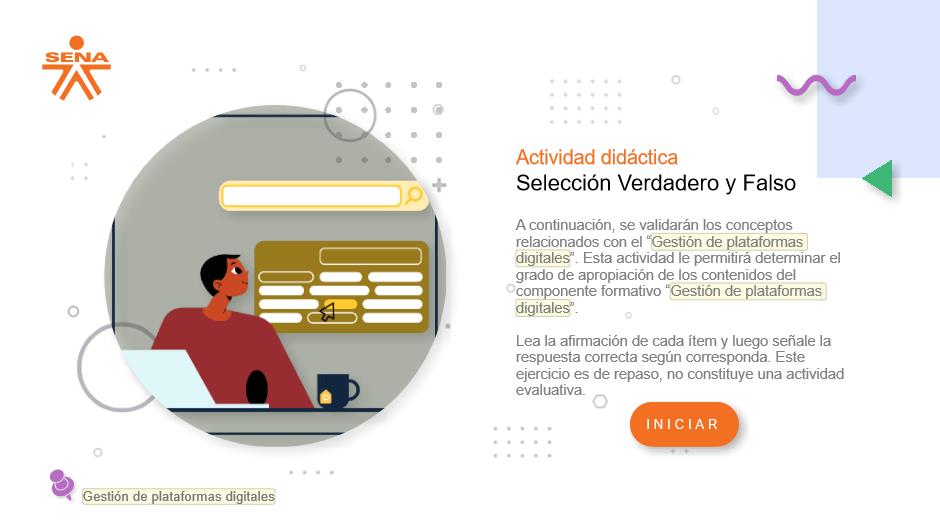 SENA
Actividad didáctica
Selección Verdadero y Falso
A continuación, se validarán los conceptos
relacionados con el “Gestión de plataformas
digitales”. Esta actividad le permitirá determinar el
grado de apropiación de los contenidos del
componente formativo “Gestión de plataformas
digitales”.
Lea la afirmación de cada ítem y luego señale la
respuesta correcta según corresponda. Este
ejercicio es de repaso, no constituye una actividad
evaluativa.
INICIAR
Gestión de plataformas digitales